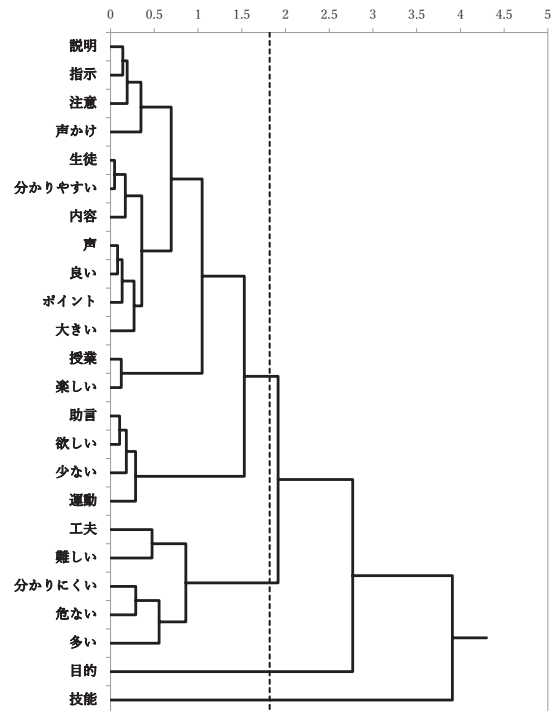 0 0.5 1 1.5 2 2.5 3 3.5 4 4.5 5
説明
指示
注意
声かけ
生徒
分かりやすい
内容
声
良い
ポイント
大きい
授業
楽しい
助言
欲しい
少ない
運動
工夫
難しい
分かりにくい
危ない
多い
目的
技能